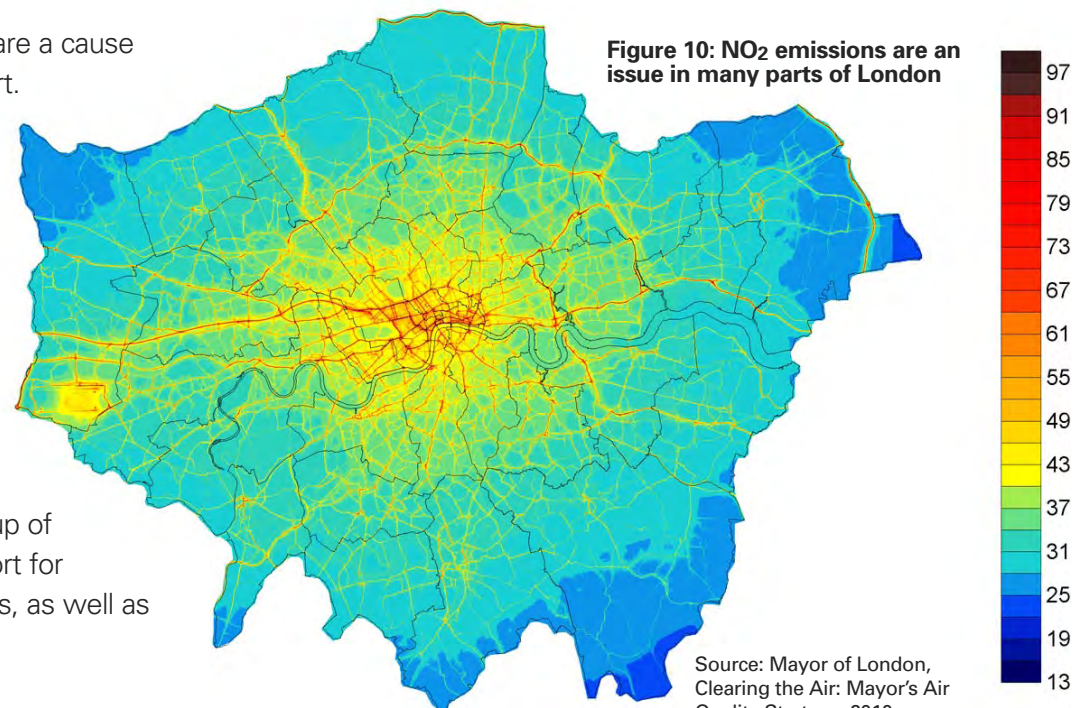 are a cause
rt.
Figure 10: NO2 emissions are an
issue in many parts of London
97
91
85
79
73
67
61
55
49
43
37
31
25
19
13
up of
ort for
s, as well as
Source: Mayor of London,
Clearing the Air: Mayor's Air